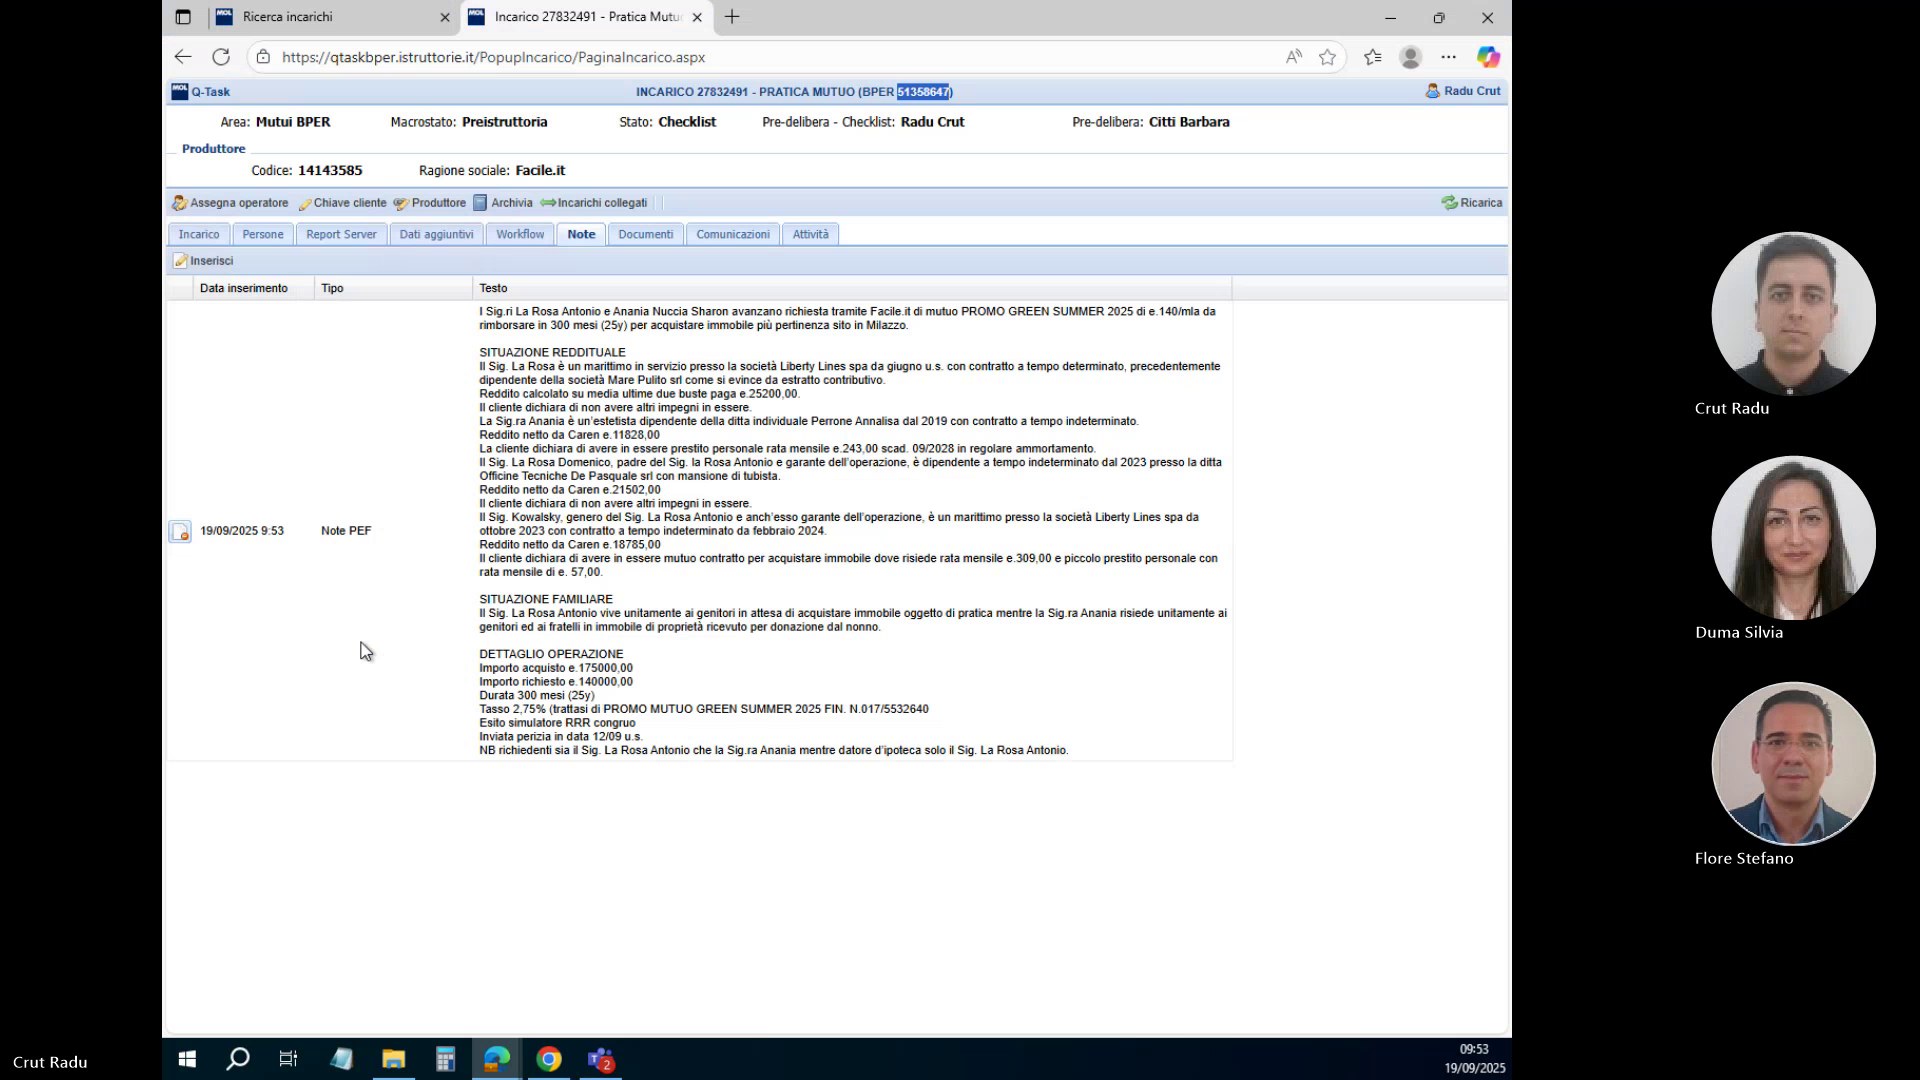 Ricerca incarichi
Incarico 27832491 - Pratica Mutu
https://qtaskbper.istruttorie.it/PopupIncarico/PaginaIncarico.aspx
MOL Q-Task
INCARICO 27832491 - PRATICA MUTUO (BPER 51358647)
Radu Crut
Area: Mutui BPER Macrostato: Preistruttoria Stato: Checklist Pre-delibera - Checklist: Radu Crut Pre-delibera: Citti Barbara
Produttore
Codice: 14143585 Ragione sociale: Facile.it
Assegna operatore Chiave cliente Produttore Archivia Incarichi collegati Ricarica
Incarico Persone Report Server Dati aggiuntivi Workflow Note Documenti Comunicazioni Attività
Inserisci
Data inserimento Tipo Testo
I Sig.ri La Rosa Antonio e Anania Nuccia Sharon avanzano richiesta tramite Facile.it di mutuo PROMO GREEN SUMMER 2025 di e.140/mla da
rimborsare in 300 mesi (25y) per acquistare immobile più pertinenza sito in Milazzo.
SITUAZIONE REDDITUALE
Il Sig. La Rosa è un marittimo in servizio presso la società Liberty Lines spa da giugno u.s. con contratto a tempo determinato, precedentemente
dipendente della società Mare Pulito srl come si evince da estratto contributivo.
Reddito calcolato su media ultime due buste paga e.25200,00.
Il cliente dichiara di non avere altri impegni in essere.
La Sig.ra Anania è un'estetista dipendente della ditta individuale Perrone Annalisa dal 2019 con contratto a tempo indeterminato.
Reddito netto da Caren e.11828,00
La cliente dichiara di avere in essere prestito personale rata mensile e.243,00 scad. 09/2028 in regolare ammortamento.
Il Sig. La Rosa Domenico, padre del Sig. la Rosa Antonio e garante dell'operazione, è dipendente a tempo indeterminato dal 2023 presso la ditta
Officine Tecniche De Pasquale srl con mansione di tubista.
Reddito netto da Caren e.21502,00
Il cliente dichiara di non avere altri impegni in essere.
Il Sig. Kowalsky, genero del Sig. La Rosa Antonio e anch'esso garante dell'operazione, è un marittimo presso la società Liberty Lines spa da
ottobre 2023 con contratto a tempo indeterminato da febbraio 2024.
Reddito netto da Caren e.18785,00
Il cliente dichiara di avere in essere mutuo contratto per acquistare immobile dove risiede rata mensile e.309,00 e piccolo prestito personale con
rata mensile di e. 57,00.
19/09/2025 9:53 Note PEF
SITUAZIONE FAMILIARE
Il Sig. La Rosa Antonio vive unitamente ai genitori in attesa di acquistare immobile oggetto di pratica mentre la Sig.ra Anania risiede unitamente ai
genitori ed ai fratelli in immobile di proprietà ricevuto per donazione dal nonno.
DETTAGLIO OPERAZIONE
Importo acquisto e.175000,00
Importo richiesto e.140000,00
Durata 300 mesi (25y)
Tasso 2,75% (trattasi di PROMO MUTUO GREEN SUMMER 2025 FIN. N.017/5532640
Esito simulatore RRR congruo
Inviata perizia in data 12/09 u.s.
NB richiedenti sia il Sig. La Rosa Antonio che la Sig.ra Anania mentre datore d'ipoteca solo il Sig. La Rosa Antonio.
Crut Radu
Duma Silvia
Flore Stefano
Crut Radu
2
09:53
19/09/2025